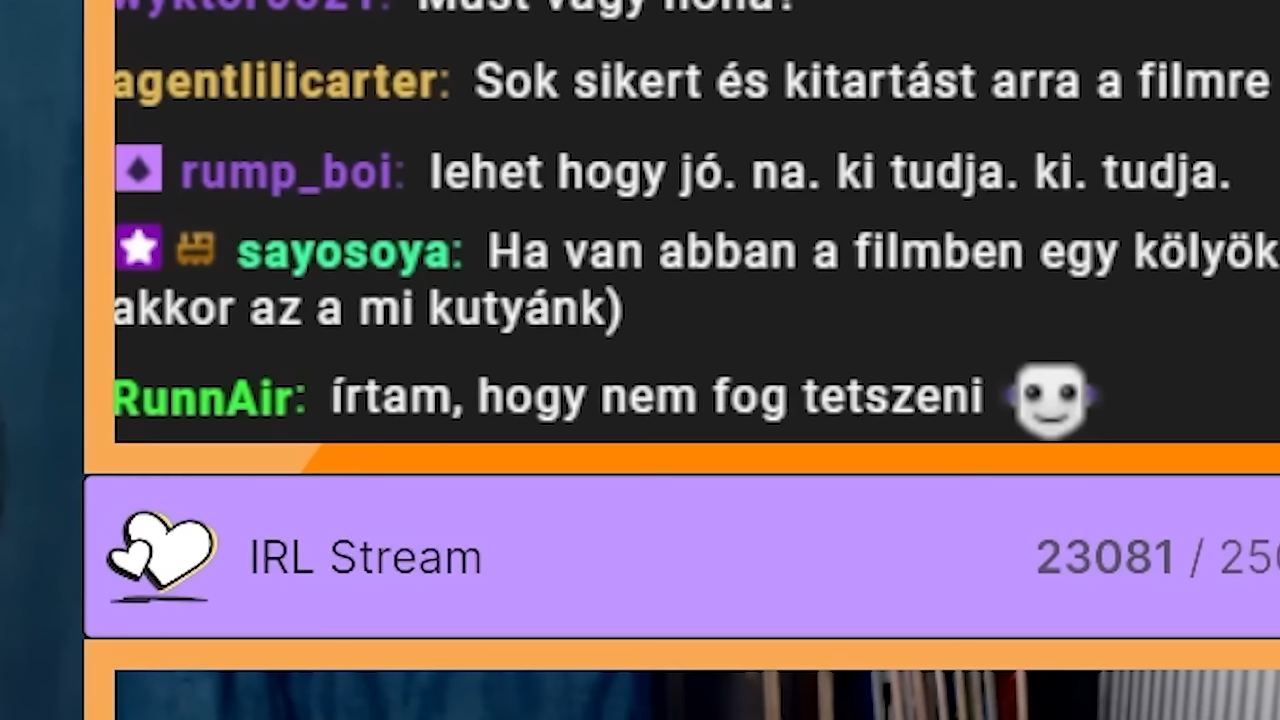 agentlilicarter: Sok sikert és kitartást arra a filmre
rump_boi: lehet hogy jó. na. ki tudja. ki. tudja.
sayosoya: Ha van abban a filmben egy kölyök
akkor az a mi kutyánk)
RunnAir: írtam, hogy nem fog tetszeni
IRL Stream
23081 / 250